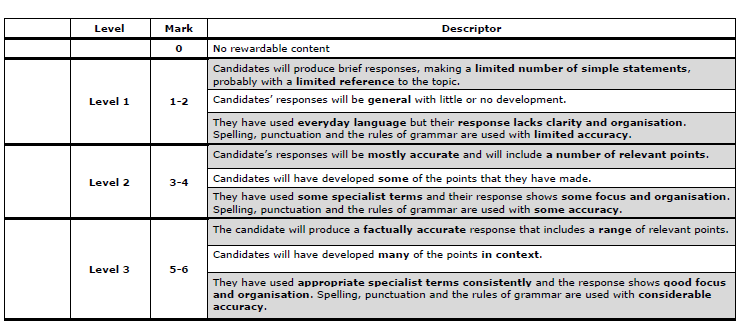 Level Mark Descriptor
0 No rewardable content
Candidates will produce brief responses, making a limited number of simple statements,
probably with a limited reference to the topic.
Level 1 1-2 Candidates’ responses will be general with little or no development.
They have used everyday language but their response lacks clarity and organisation.
Spelling, punctuation and the rules of grammar are used with limited accuracy.
Candidate’s responses will be mostly accurate and will include a number of relevant points.
Level 2 3-4 Candidates will have developed some of the points that they have made.
They have used some specialist terms and their response shows some focus and organisation.
Spelling, punctuation and the rules of grammar are used with some accuracy.
The candidate will produce a factually accurate response that includes a range of relevant points.
Candidates will have developed many of the points in context.
Level 3 5-6
They have used appropriate specialist terms consistently and the response shows good focus
and organisation. Spelling, punctuation and the rules of grammar are used with considerable
accuracy.